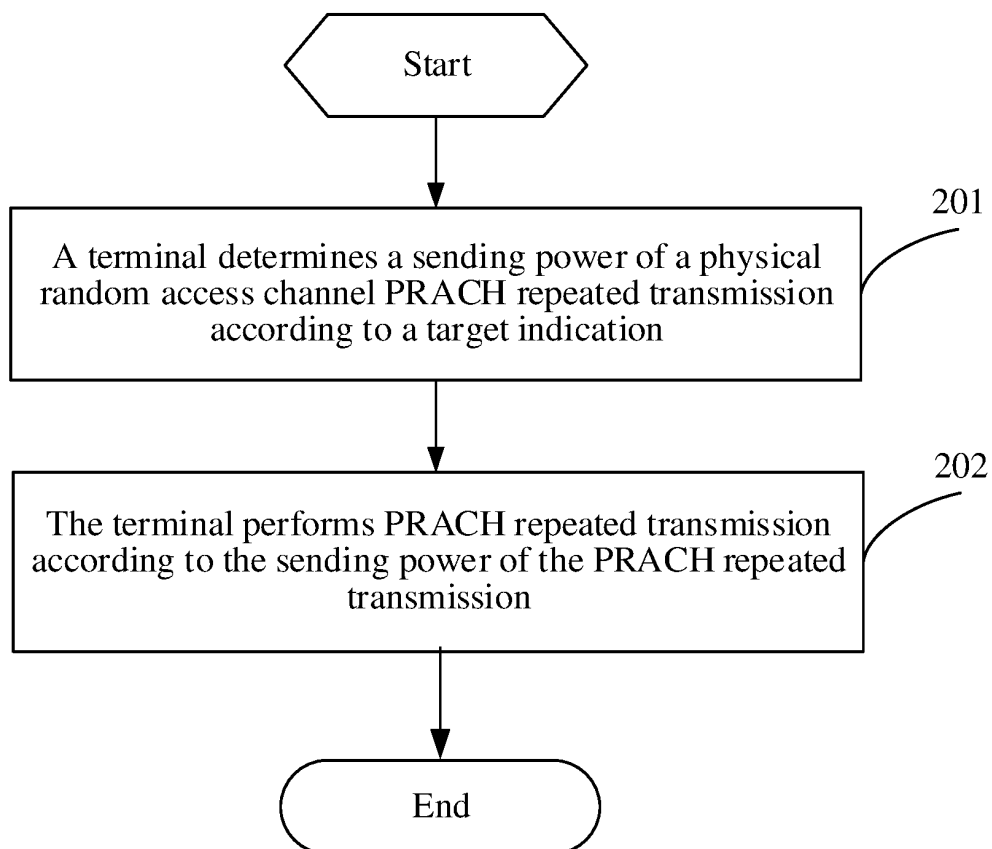 Start
201
A terminal determines a sending power of a physical
random access channel PRACH repeated transmission
according to a target indication
202
The terminal performs PRACH repeated transmission
according to the sending power of the PRACH repeated
transmission
End